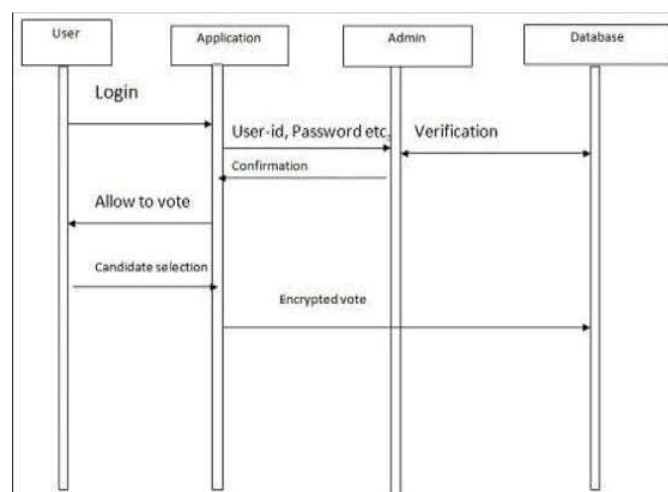 User
Application
Admin
Database
Login
User-id, Password etc.
Verification
Confirmation
Allow to vote
Candidate selection
Encrypted vote